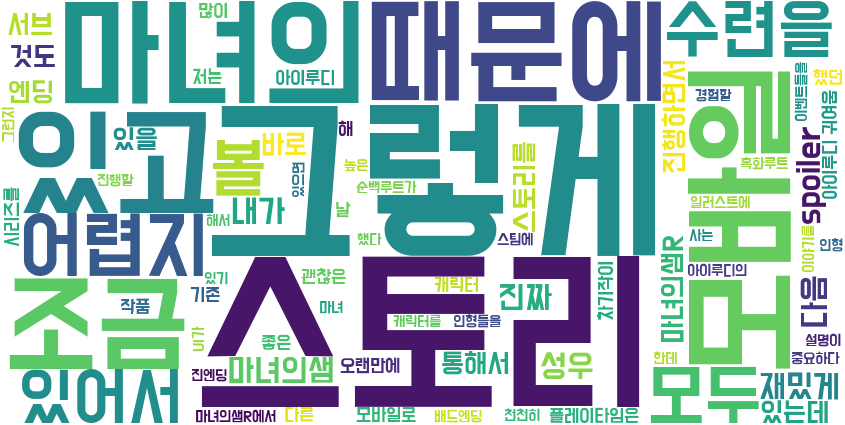 서브
것도
엔딩
그런지
시리즈를
마녀의
많이
저는
아이루디
때문에
수련을
있고
있을
진행할
볼
바로
해
있으면
그렇게
높은
순백루트가
했다
스팀에
스토리를
진행하면서
모바일
경험할
흑화루트
일러스트에
사는
아이루디의
이벤트들을
했던
아이루디 귀여움
spoiler
이야기를
인형
어렵지
내가
날
해서
스토리
조금
작품
기존
있기
괜찮은
마녀
캐릭터
캐릭터를
인형들을
진짜
차기작이
마녀의샘R
다음
설명이
중요하다
좋은
진엔딩
마녀의샘
오랜만에
통해서
성우
한데
모두
재밌게
있는데
있어서
마녀의샘R에서
다른
모바일로
배드엔딩
천천히
플레이타임은